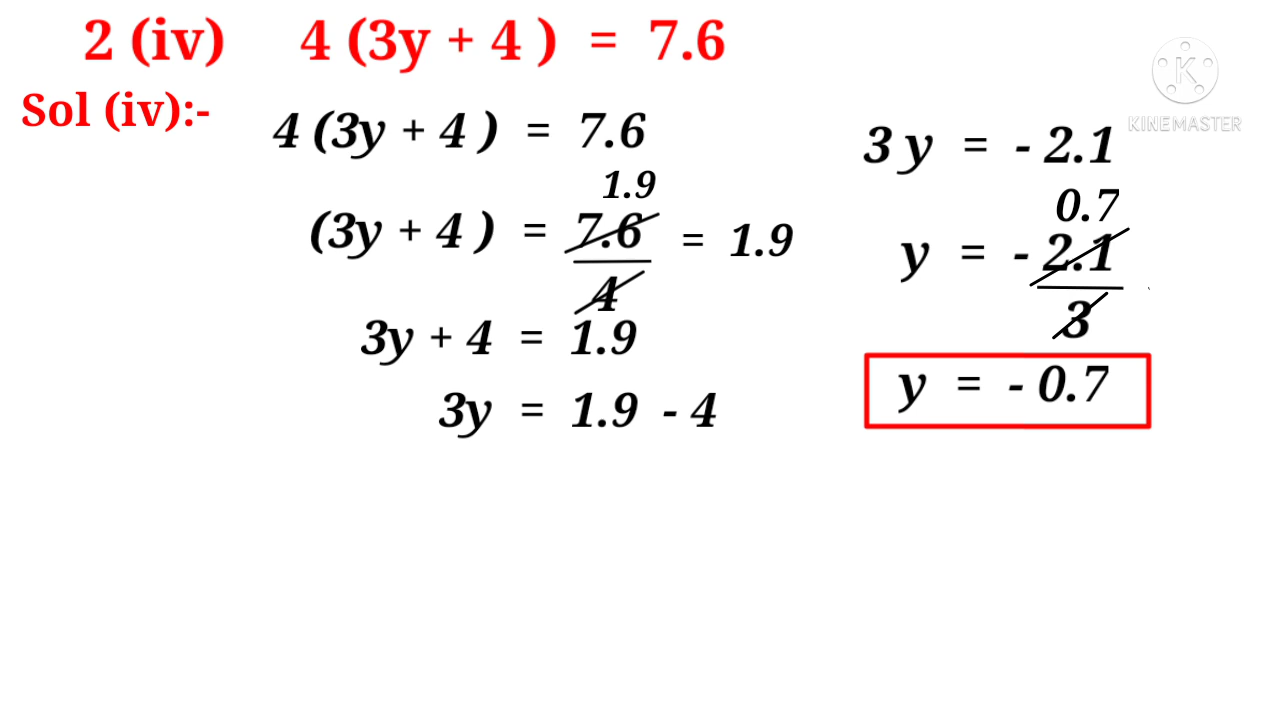 2 (iv) 4 (3y + 4 ) = 7.6
Sol (iv):-
4 (3y + 4 ) = 7.6
1.9
(3y + 4 ) = 7.6 = 1.9
4
3y + 4 = 1.9
3y = 1.9 - 4
K
KINEMASTER
3 y = - 2.1
0.7
y = - 2.1
3
y = - 0.7